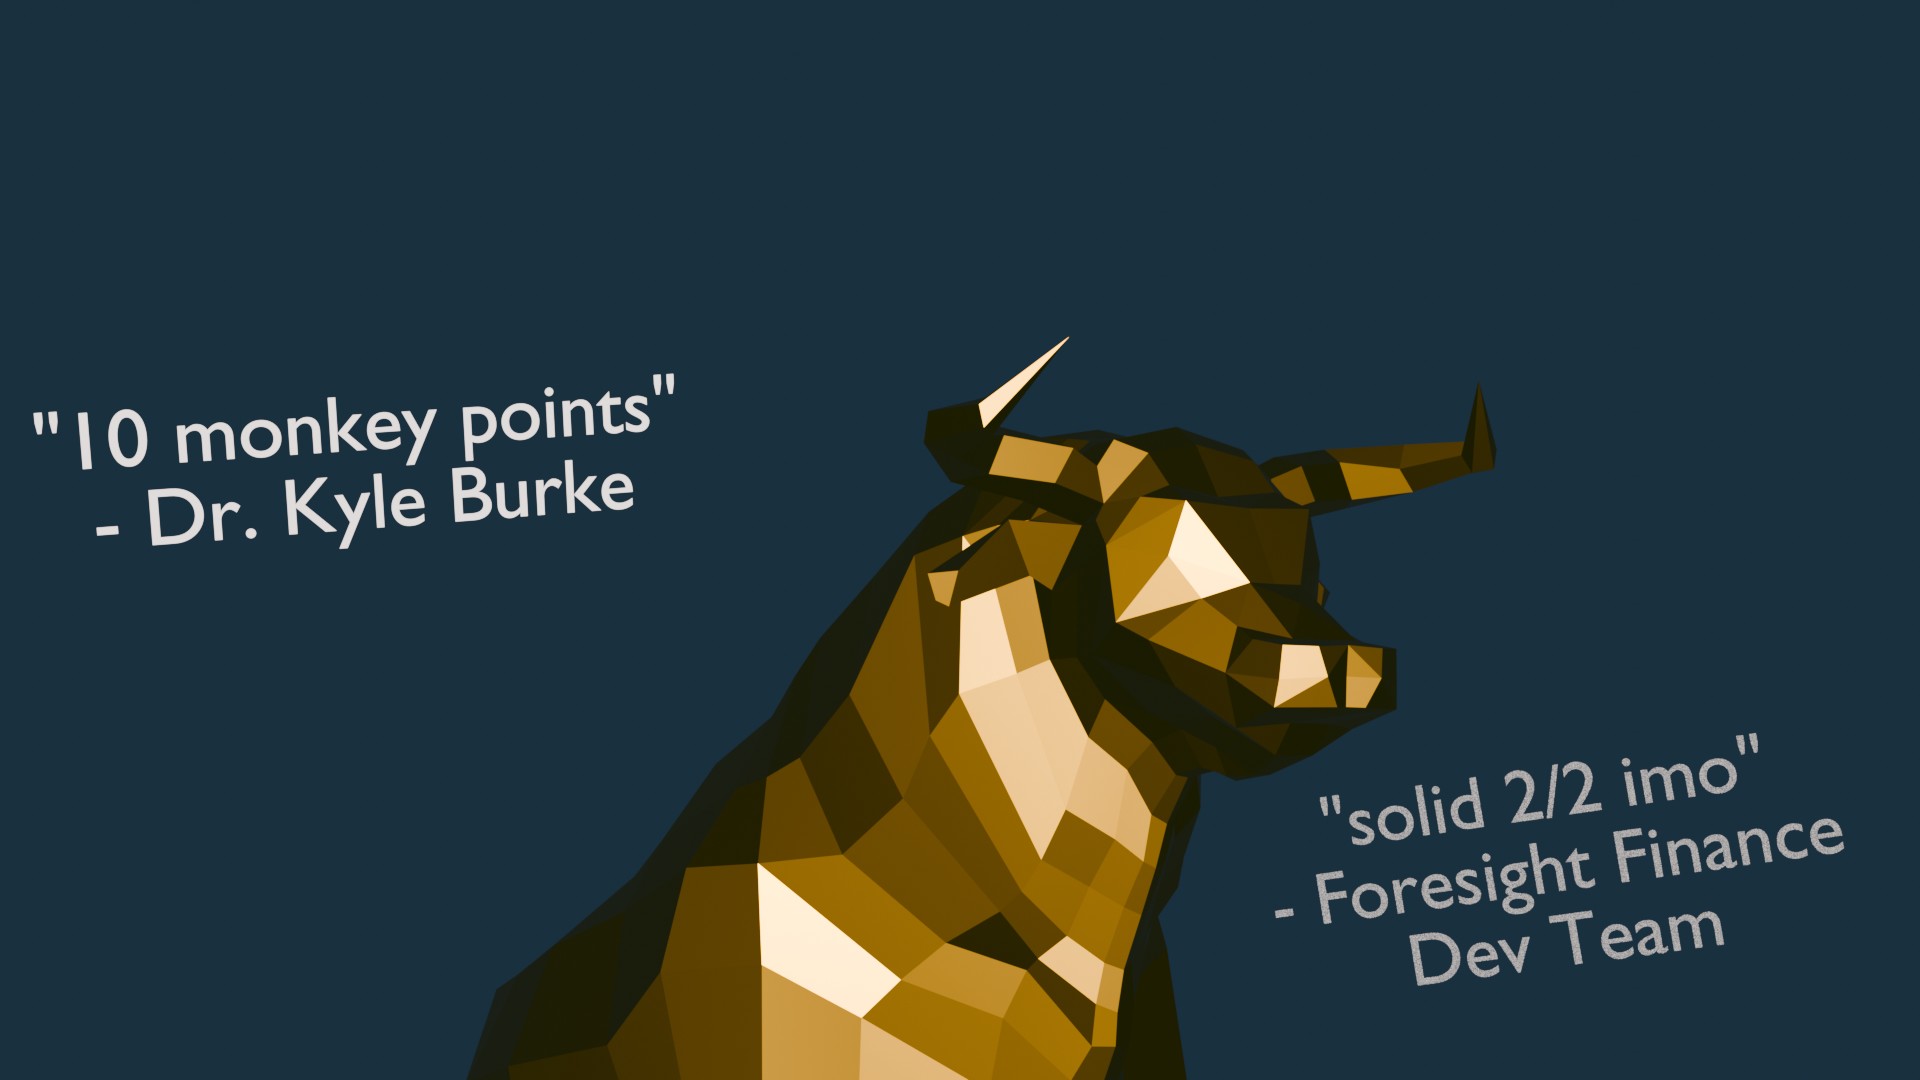 "10 monkey points"
- Dr. Kyle Burke
"solid 2/2 imo"
- Foresight Finance
Dev Team